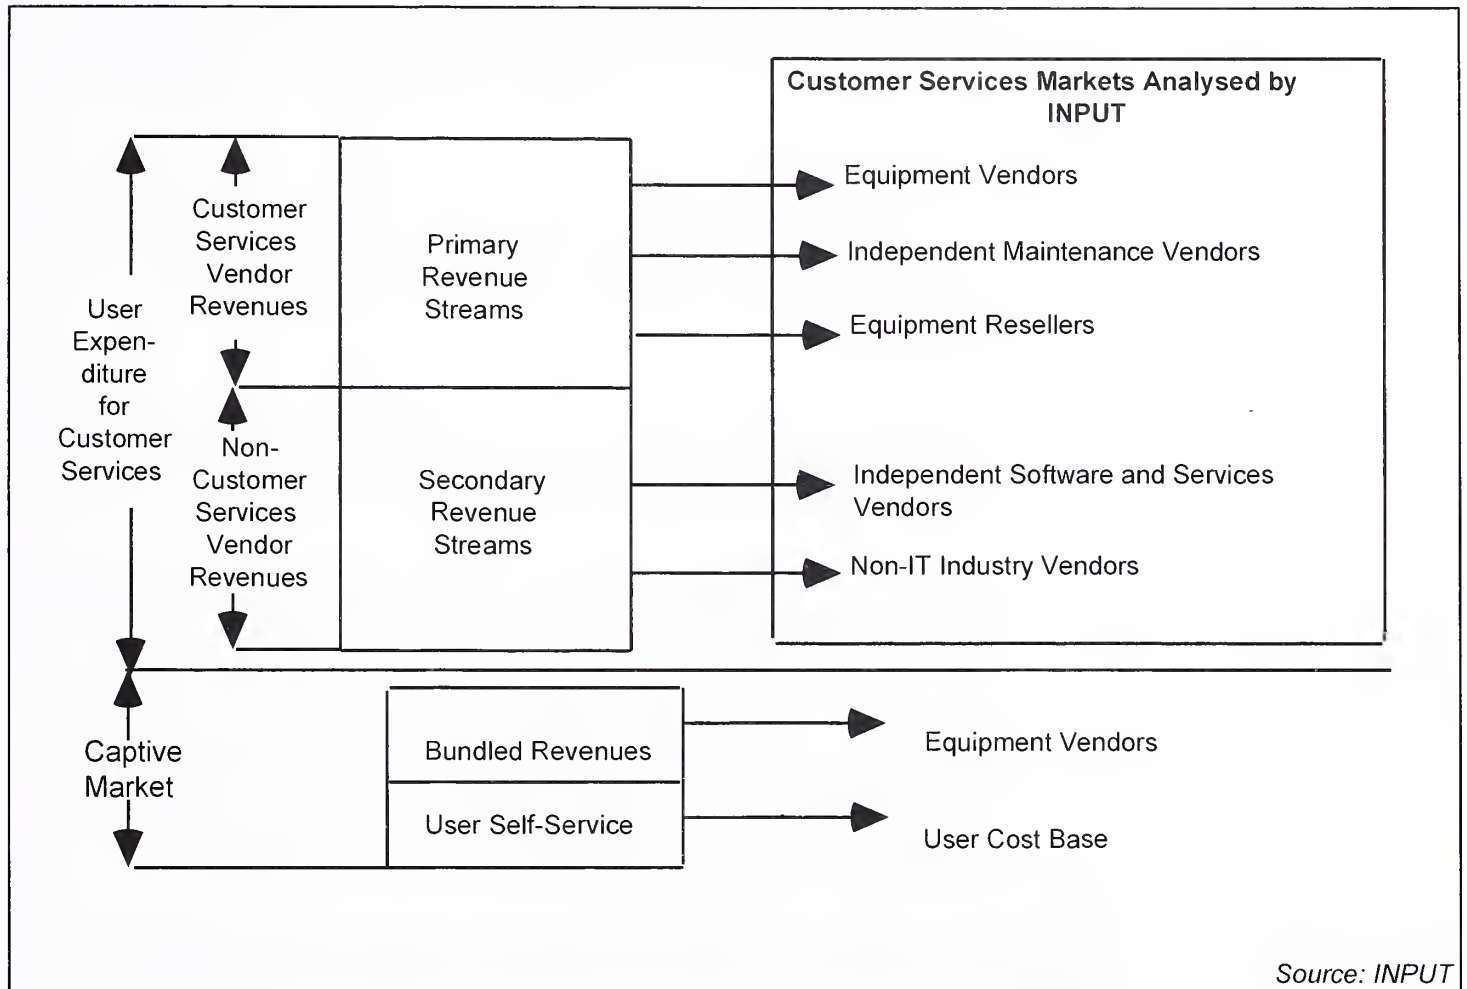 Customer Services Markets Analysed by
INPUT
User
Expen-
diture
for
Customer
Services
Customer
Services
Vendor
Revenues
Primary
Revenue
Streams
Equipment Vendors
Independent Maintenance Vendors
Equipment Resellers
Non-
Customer
Services
Vendor
Revenues
Secondary
Revenue
Streams
Independent Software and Services
Vendors
Non-IT Industry Vendors
Captive
Market
Bundled Revenues
Equipment Vendors
User Self-Service
User Cost Base
Source: INPUT